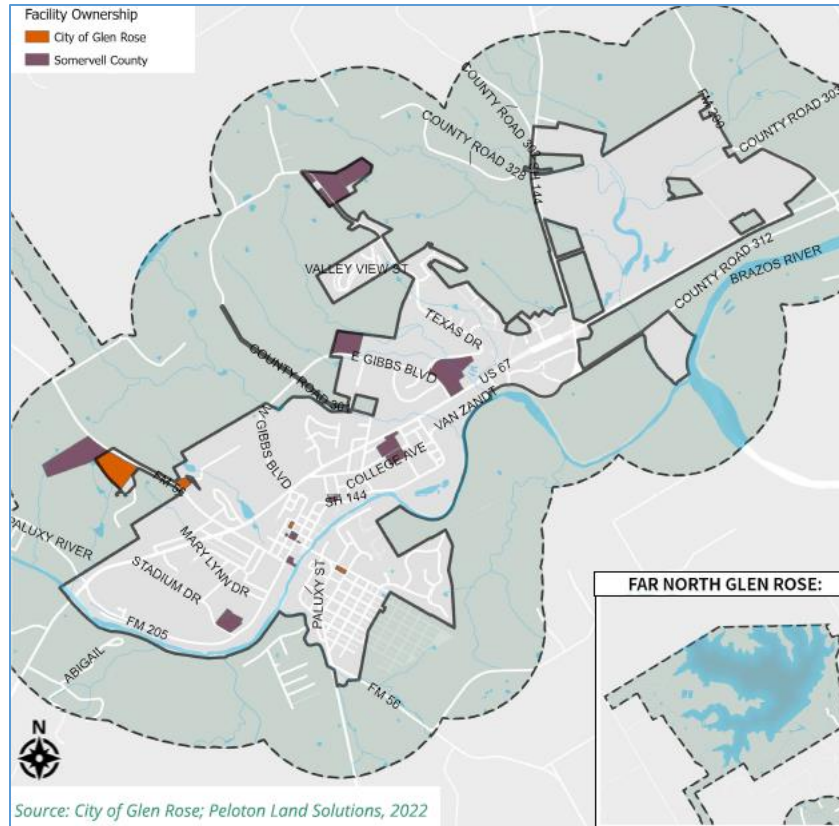 Facility Ownership
City of Glen Rose
Somervell County
COUNTY ROAD 303
FM 200
COUNTY ROAD 303
COUNTY ROAD 328
SH 144
VALLEY VIEW ST
COUNTY ROAD 312
BRAZOS RIVER
TEXAS DR
E GIBBS BLVD
US 67
COUNTY ROAD 301
VAN ZANDT
N GIBBS BLVD
COLLEGE AVE
SH 144
FM 56
PALUXY RIVER
MARY LYNN DR
STADIUM DR
PALUXY ST
FM 205
ABIGAIL
FM 56
FAR NORTH GLEN ROSE:
N
Source: City of Glen Rose; Peloton Land Solutions, 2022